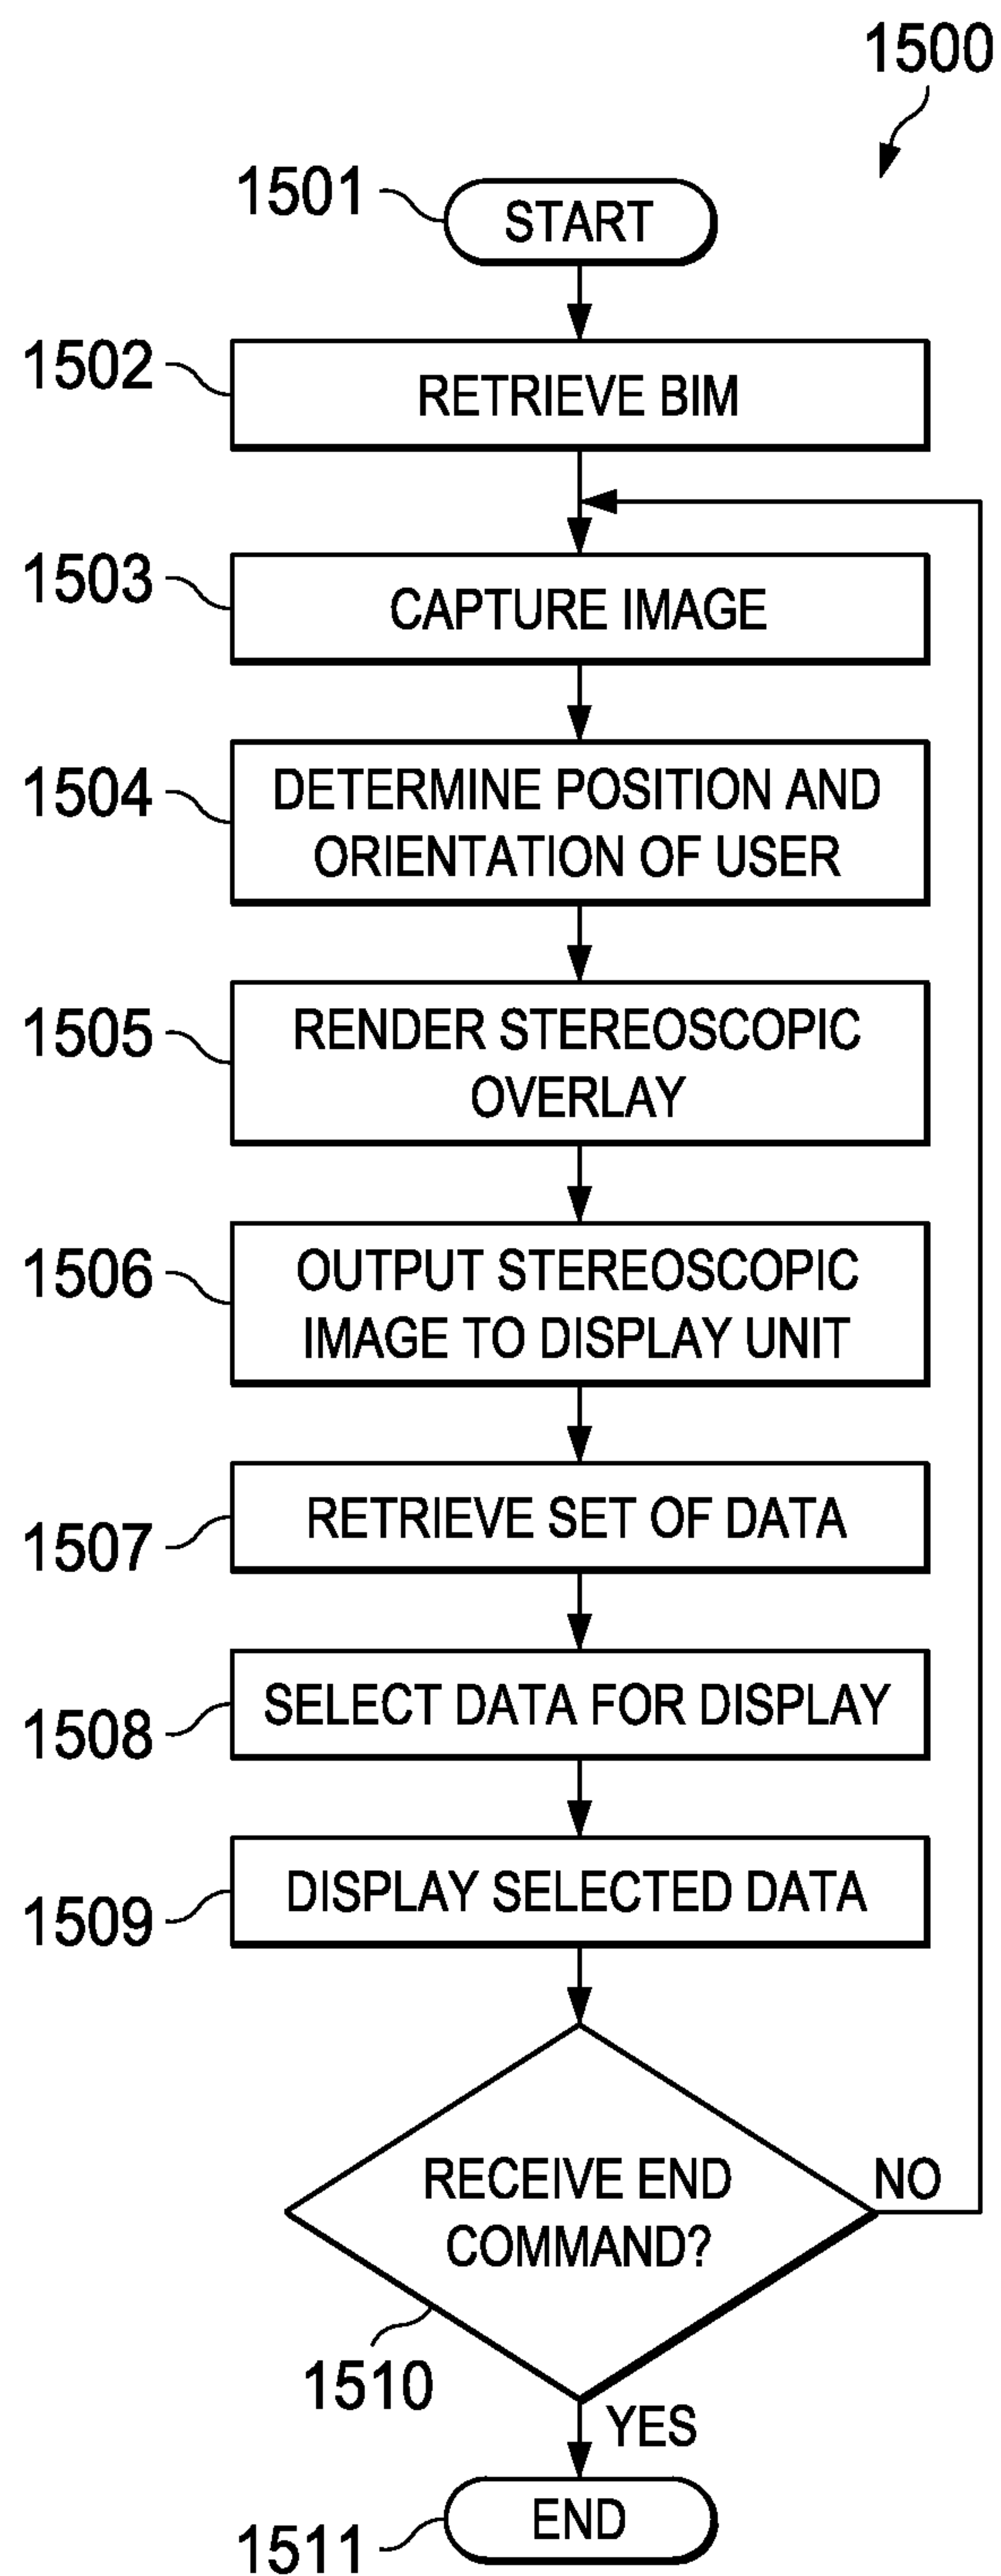 1500
1501
START
1502
RETRIEVE BIM
1503
CAPTURE IMAGE
1504
DETERMINE POSITION AND
ORIENTATION OF USER
1505
RENDER STEREOSCOPIC
OVERLAY
1506
OUTPUT STEREOSCOPIC
IMAGE TO DISPLAY UNIT
1507
RETRIEVE SET OF DATA
1508
SELECT DATA FOR DISPLAY
1509
DISPLAY SELECTED DATA
RECEIVE END
COMMAND?
NO
1510
YES
END
1511